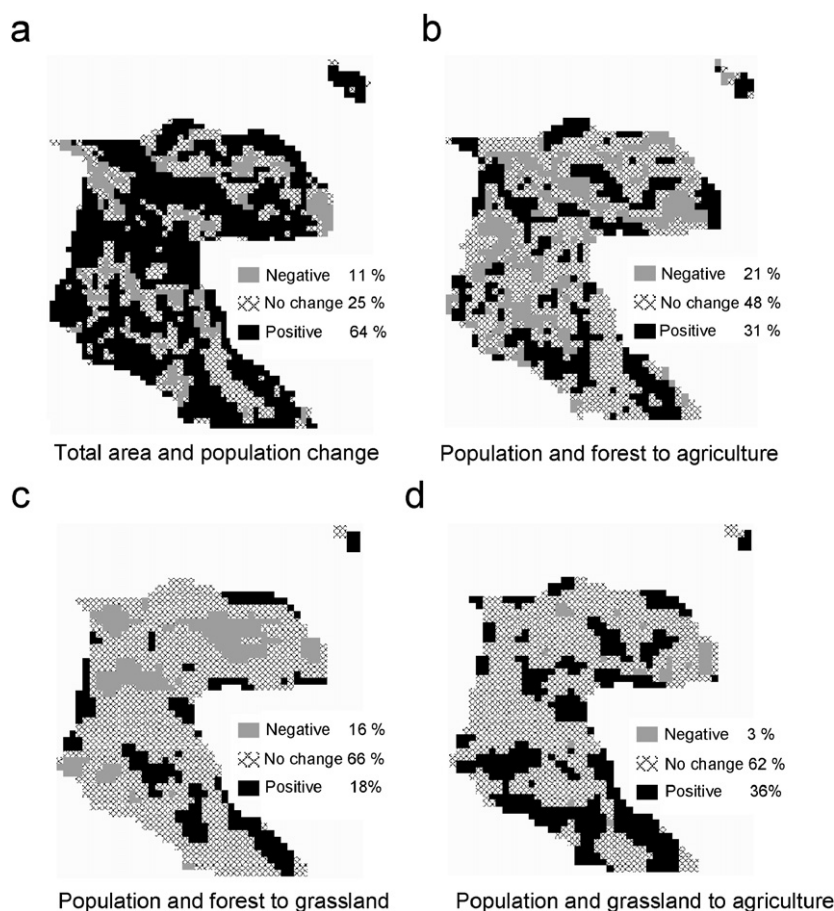 a
b
Negative 11 %
No change 25 %
Positive 64 %
Negative 21 %
No change 48 %
Positive 31 %
Total area and population change
Population and forest to agriculture
c
d
Negative 16 %
No change 66 %
Positive 18%
Negative 3 %
No change 62 %
Positive 36%
Population and forest to grassland
Population and grassland to agriculture